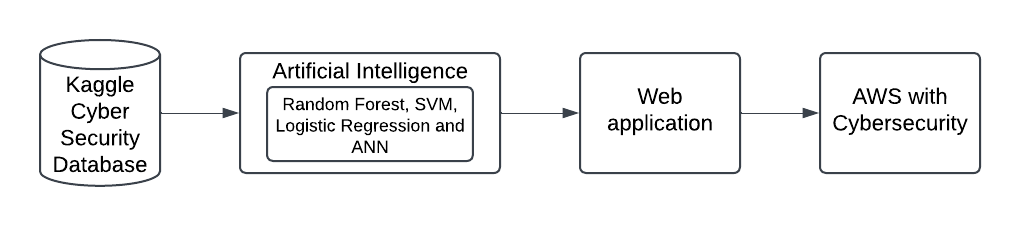 Kaggle
Cyber
Security
Database
Artificial Intelligence
Random Forest, SVM,
Logistic Regression and
ANN
Web
application
AWS with
Cybersecurity